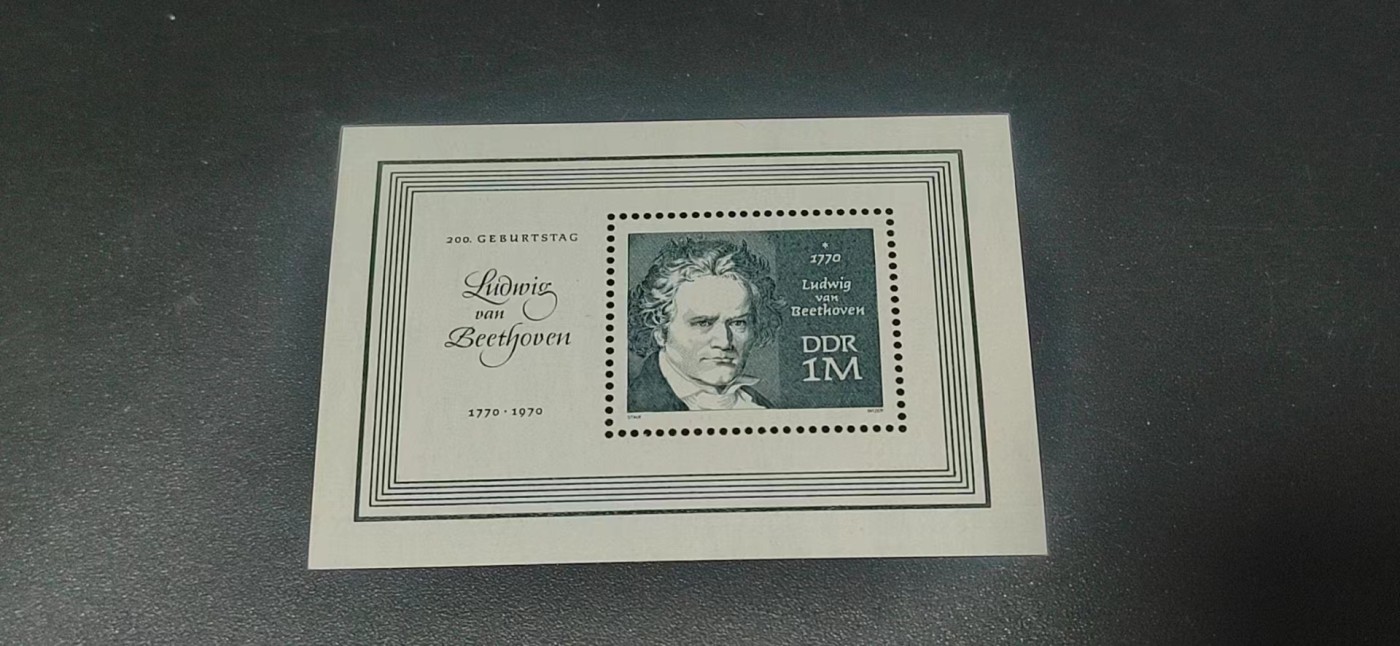 200. GEBURTSTAG
Ludwig
van
Beethoven
1770 · 1970
* 1770
Ludwig
van
Beethoven
DDR
1M